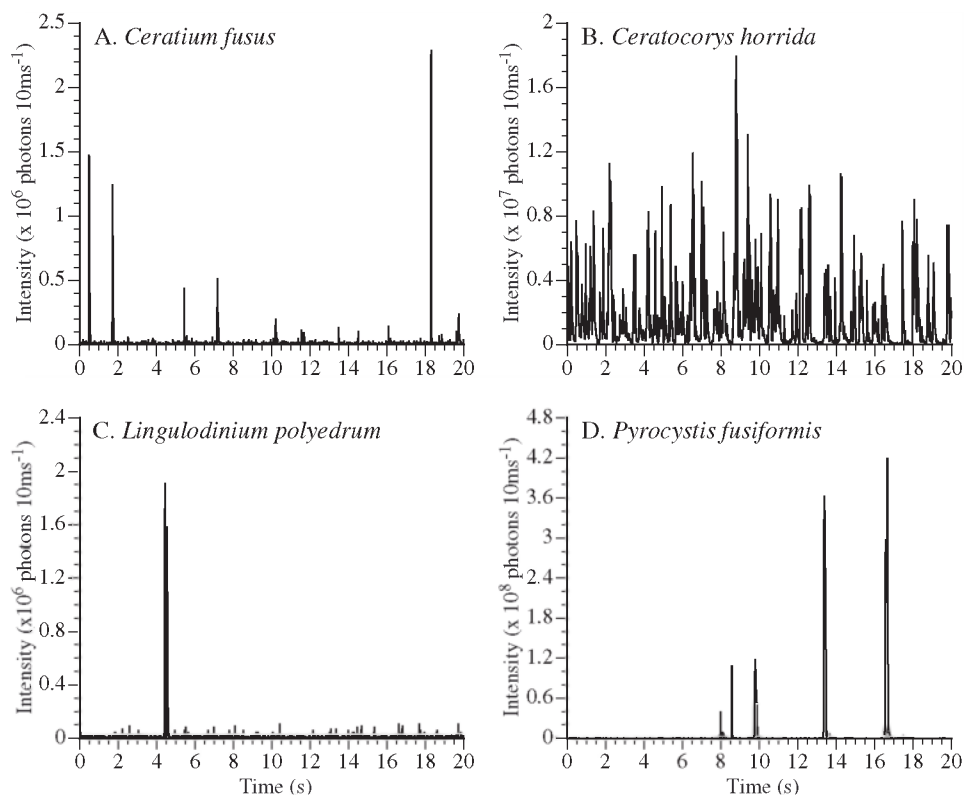 A. Ceratium fusus
Intensity (x 10⁶ photons 10ms⁻¹)
2.5
2
1.5
1
0.5
0
0 2 4 6 8 10 12 14 16 18 20
B. Ceratocorys horrida
Intensity (x 10⁷ photons 10ms⁻¹)
2
1.6
1.2
0.8
0.4
0
0 2 4 6 8 10 12 14 16 18 20
C. Lingulodinium polyedrum
Intensity (x10⁶ photons 10ms⁻¹)
2.4
2
1.6
1.2
0.8
0.4
0
0 2 4 6 8 10 12 14 16 18 20
Time (s)
D. Pyrocystis fusiformis
Intensity (x 10⁸ photons 10ms⁻¹)
4.8
4.2
3.6
3
2.4
1.8
1.2
0.6
0
0 2 4 6 8 10 12 14 16 18 20
Time (s)